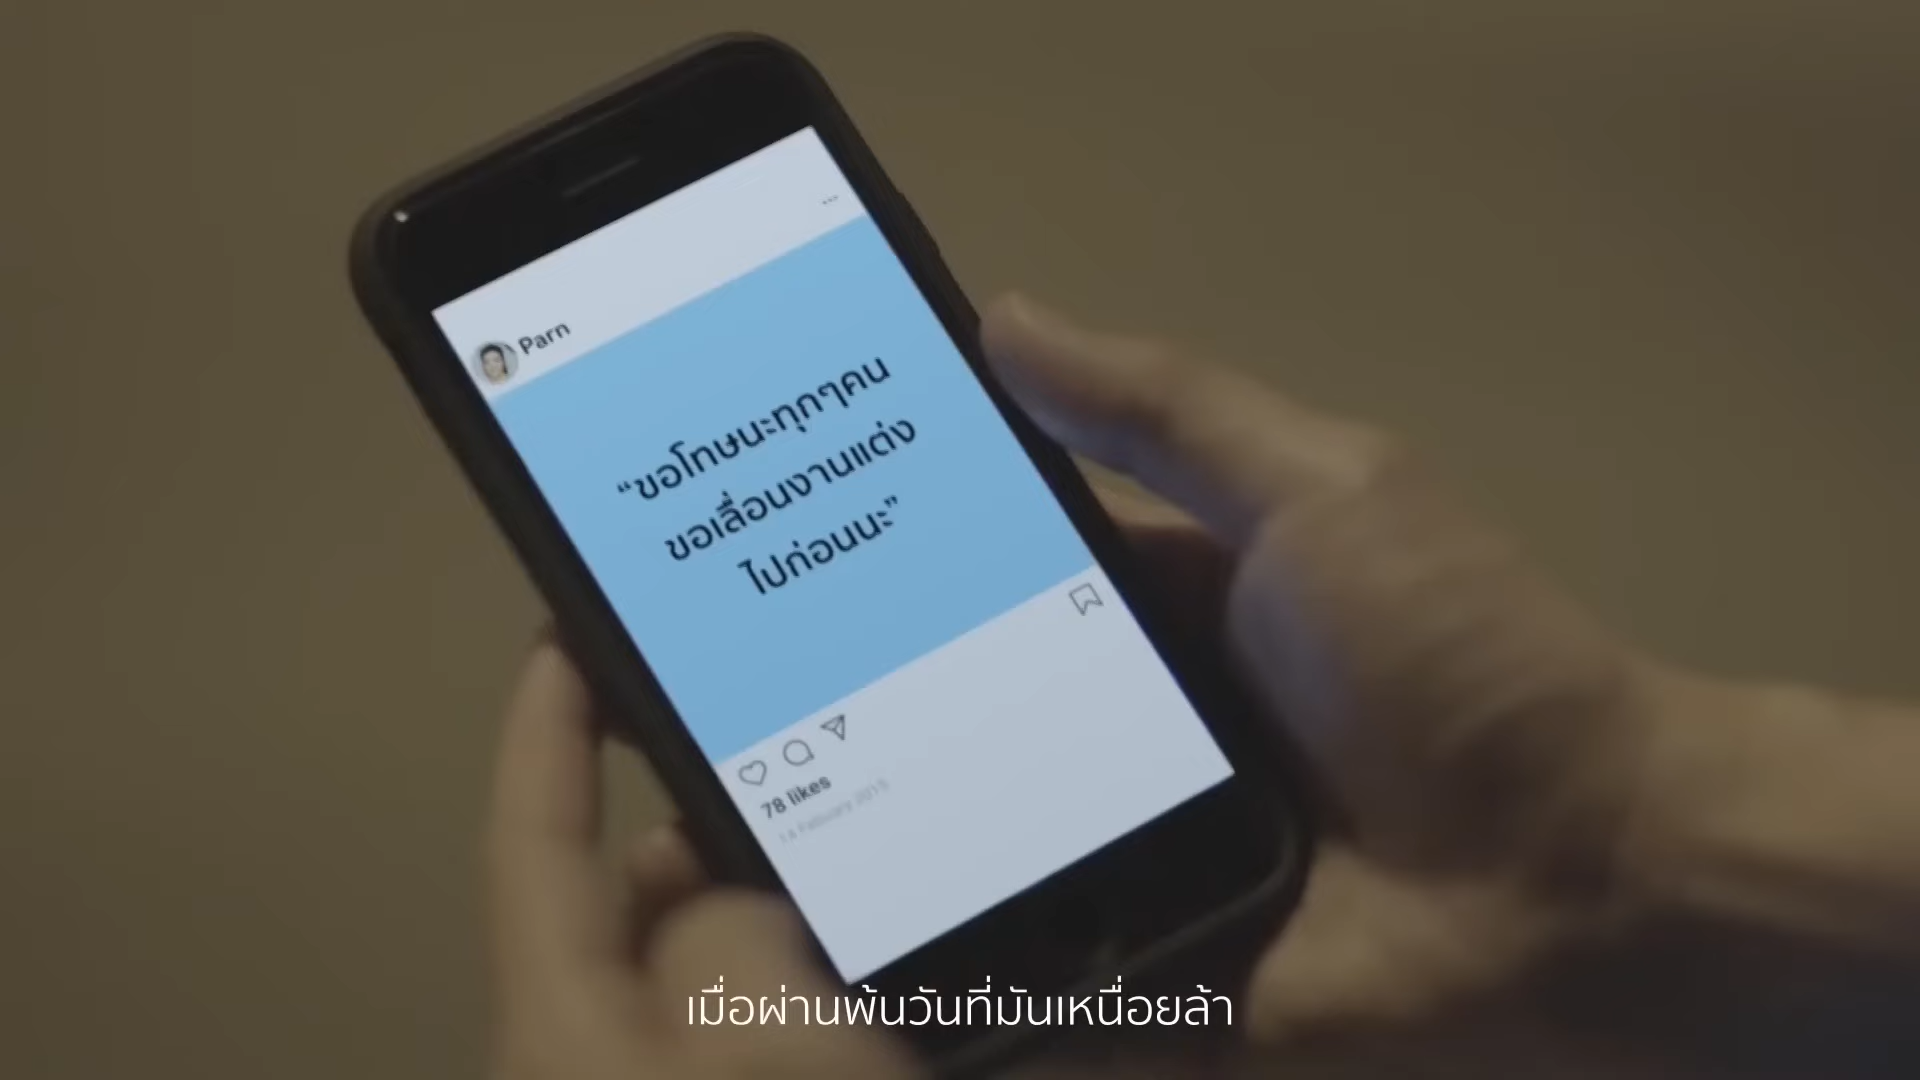 Parn
“ขอโทษนะทุกๆคน
ขอเลื่อนงานแต่ง
ไปก่อนนะ”
78 likes
เมื่อผ่านพ้นวันที่มันเหนื่อยล้า